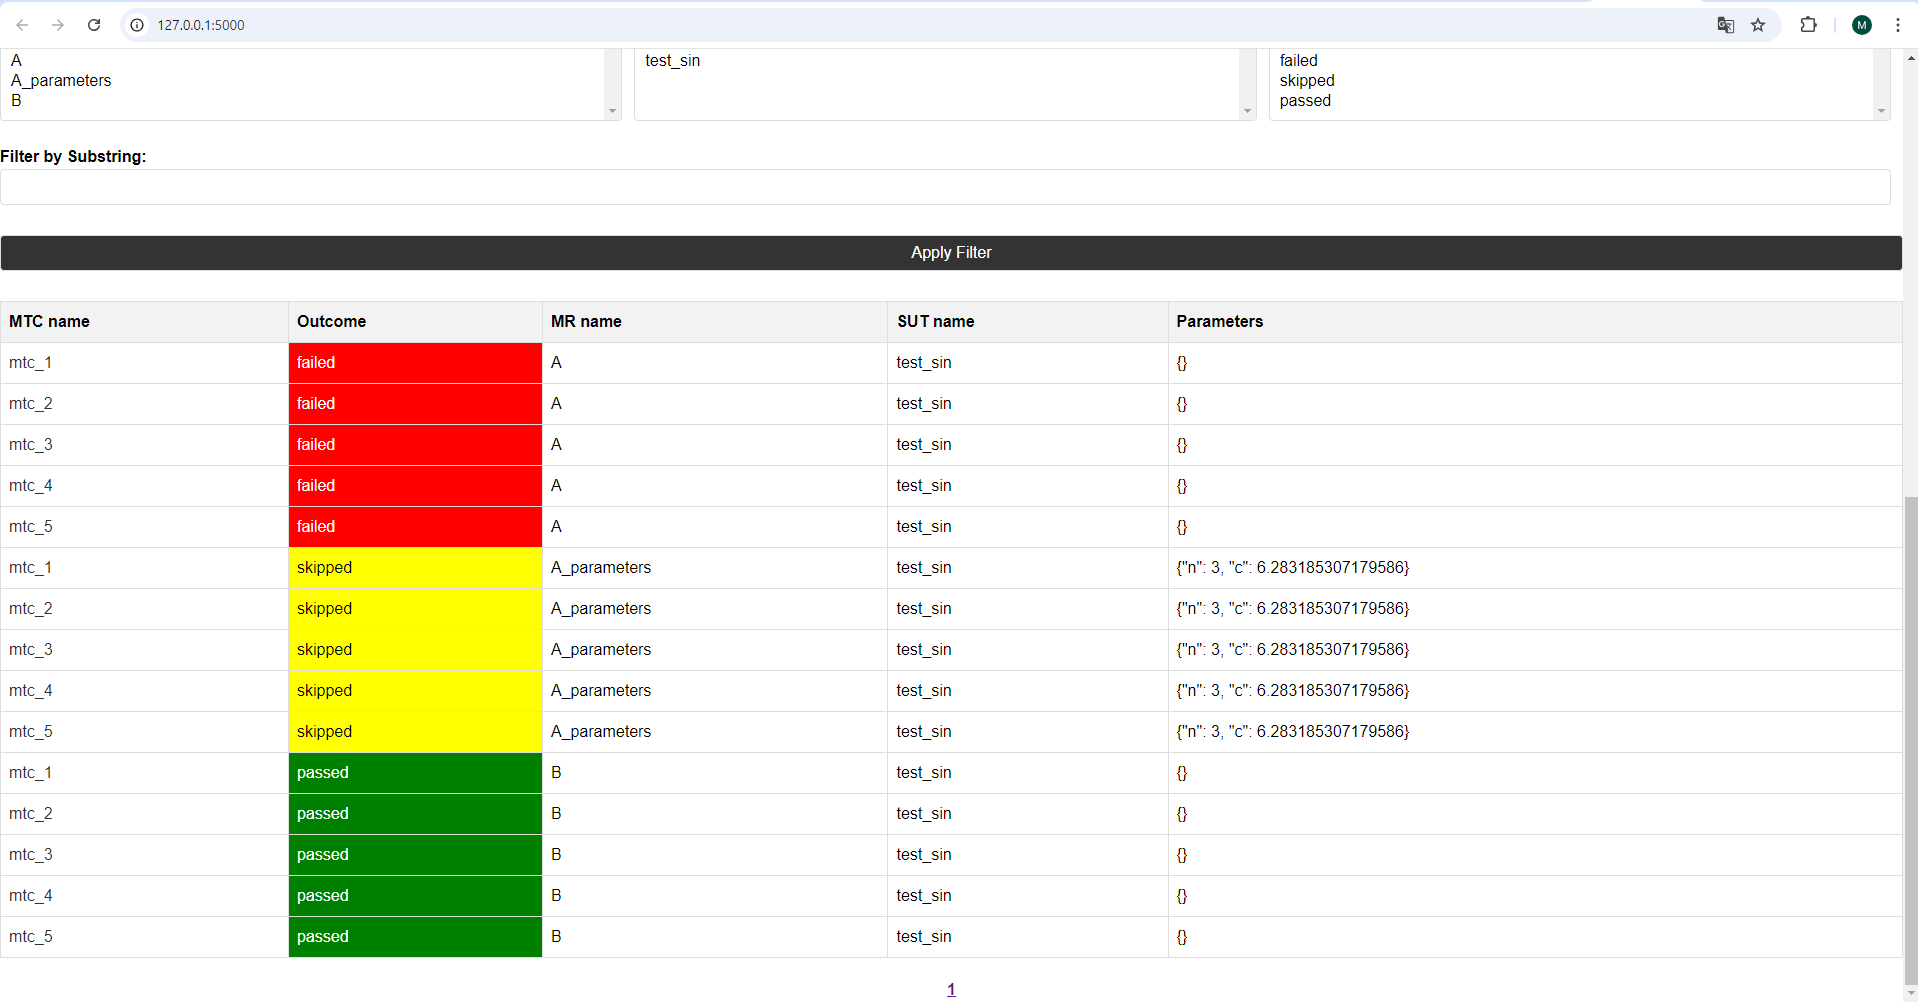 127.0.0.1:5000
M
A
A_parameters
B
test_sin
failed
skipped
passed
Filter by Substring:
Apply Filter
MTC name Outcome MR name SUT name Parameters
mtc_1 failed A test_sin {}
mtc_2 failed A test_sin {}
mtc_3 failed A test_sin {}
mtc_4 failed A test_sin {}
mtc_5 failed A test_sin {}
mtc_1 skipped A_parameters test_sin {"n": 3, "c": 6.283185307179586}
mtc_2 skipped A_parameters test_sin {"n": 3, "c": 6.283185307179586}
mtc_3 skipped A_parameters test_sin {"n": 3, "c": 6.283185307179586}
mtc_4 skipped A_parameters test_sin {"n": 3, "c": 6.283185307179586}
mtc_5 skipped A_parameters test_sin {"n": 3, "c": 6.283185307179586}
mtc_1 passed B test_sin {}
mtc_2 passed B test_sin {}
mtc_3 passed B test_sin {}
mtc_4 passed B test_sin {}
mtc_5 passed B test_sin {}
1